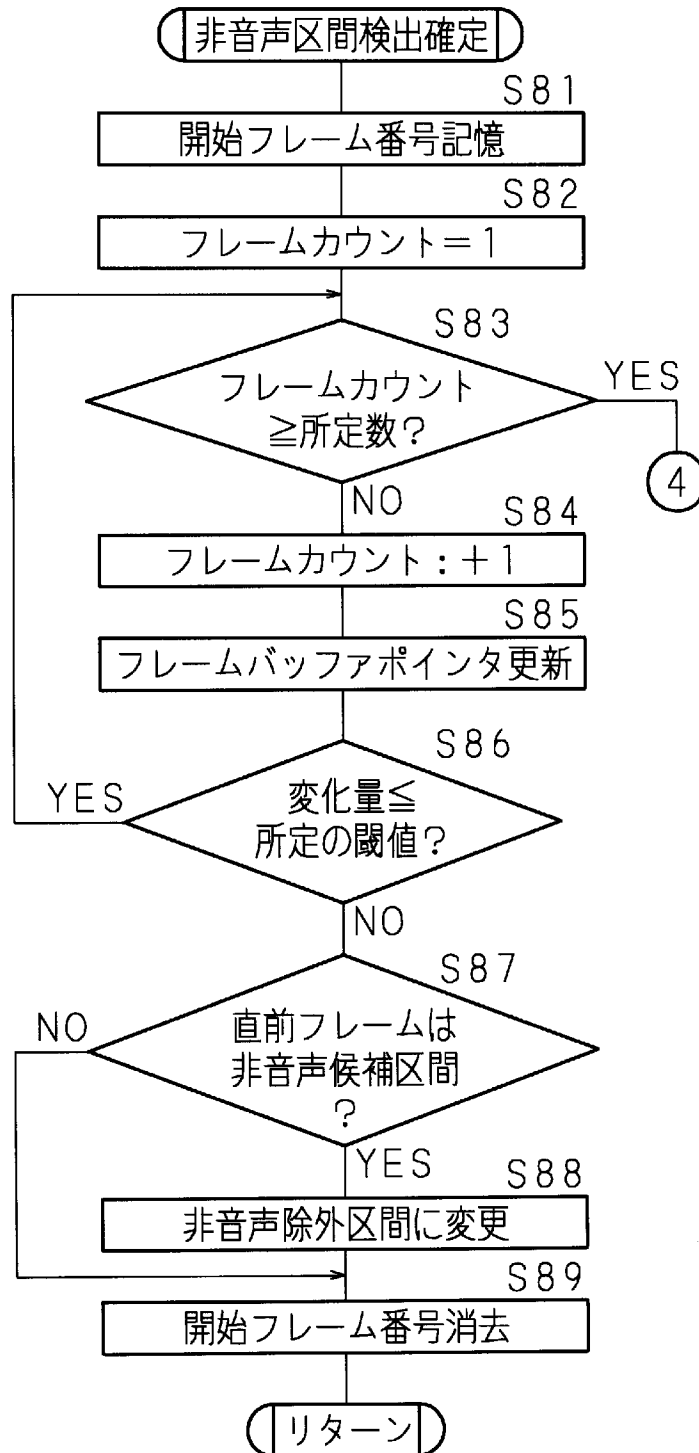 非音声区間検出確定
S81
開始フレーム番号記憶
S82
フレームカウント＝1
S83
フレームカウント
≧所定数？
YES
4
NO
S84
フレームカウント：＋1
S85
フレームバッファポインタ更新
S86
変化量≦
所定の閾値？
YES
NO
S87
直前フレームは
非音声候補区間
？
NO
YES
S88
非音声除外区間に変更
S89
開始フレーム番号消去
リターン